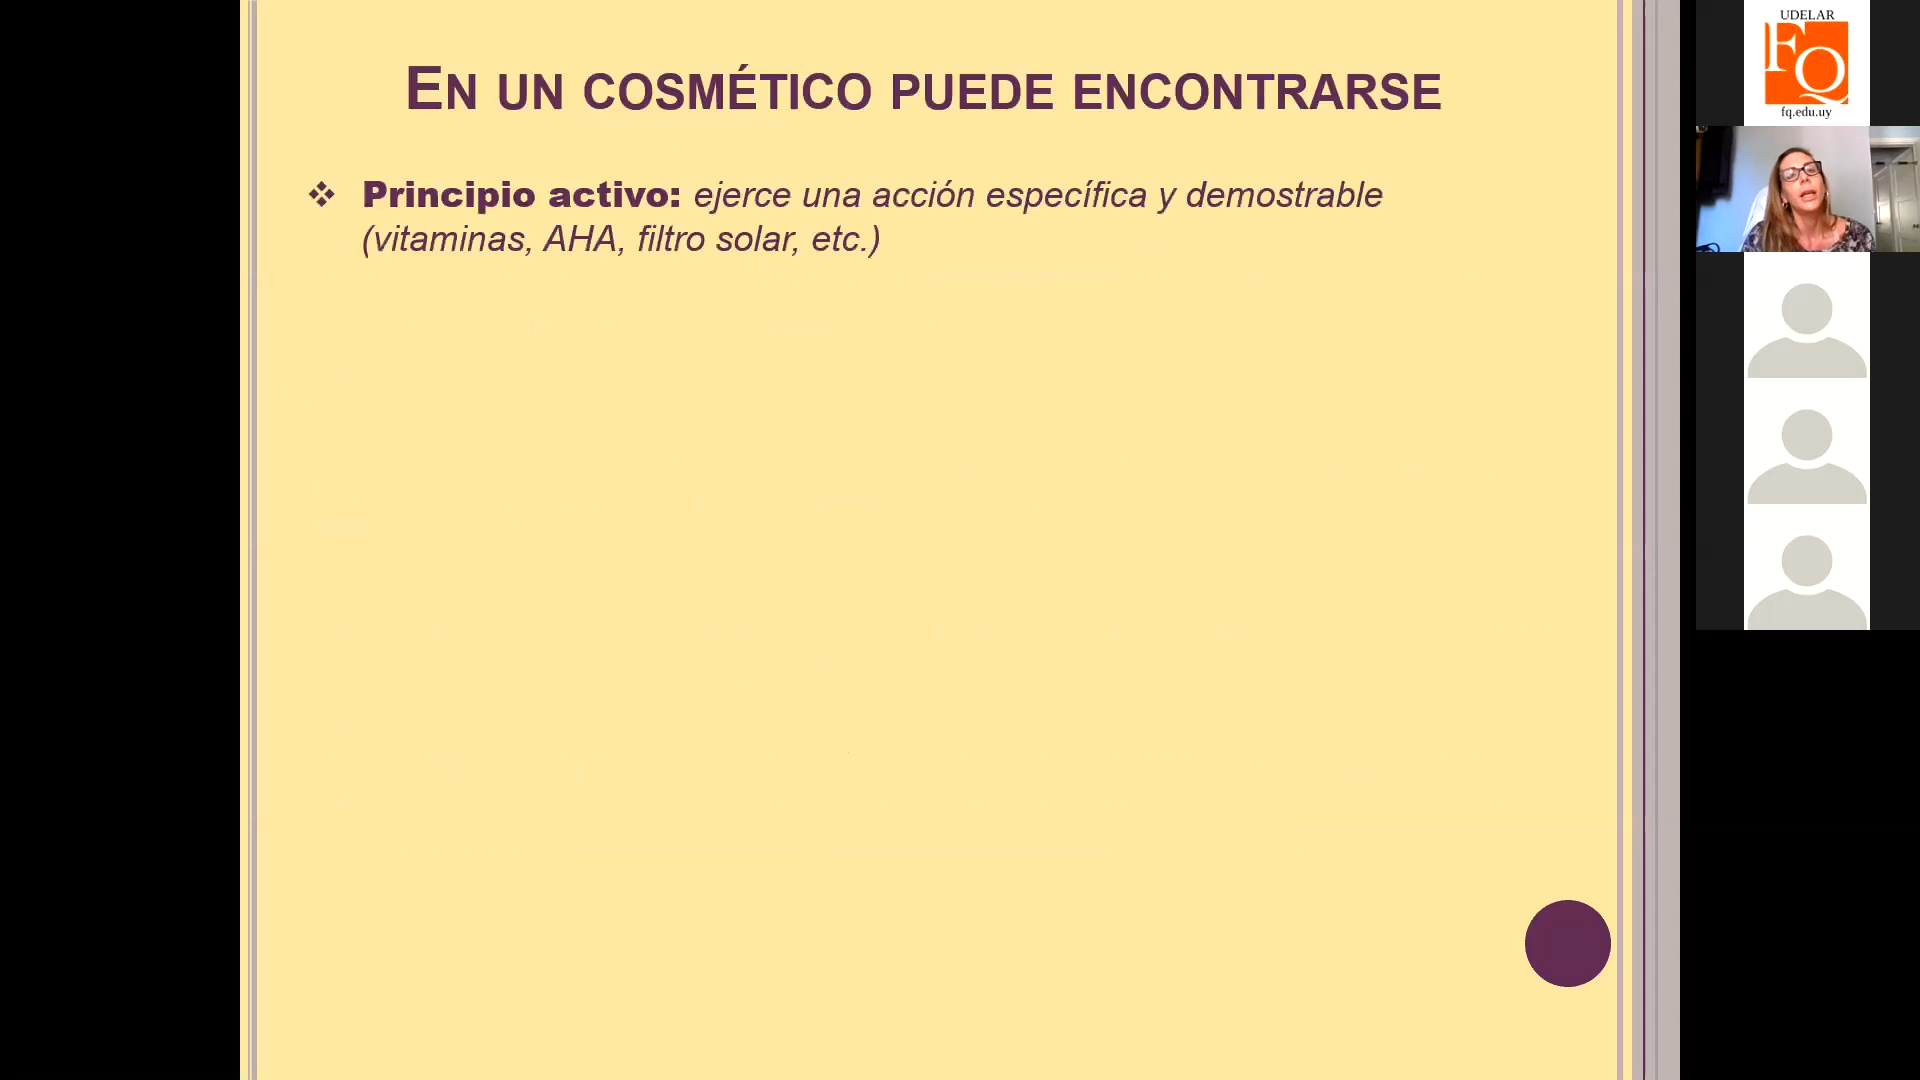 EN UN COSMÉTICO PUEDE ENCONTRARSE
Principio activo: ejerce una acción específica y demostrable
(vitaminas, AHA, filtro solar, etc.)
UDELAR
FQ
fq.edu.uy